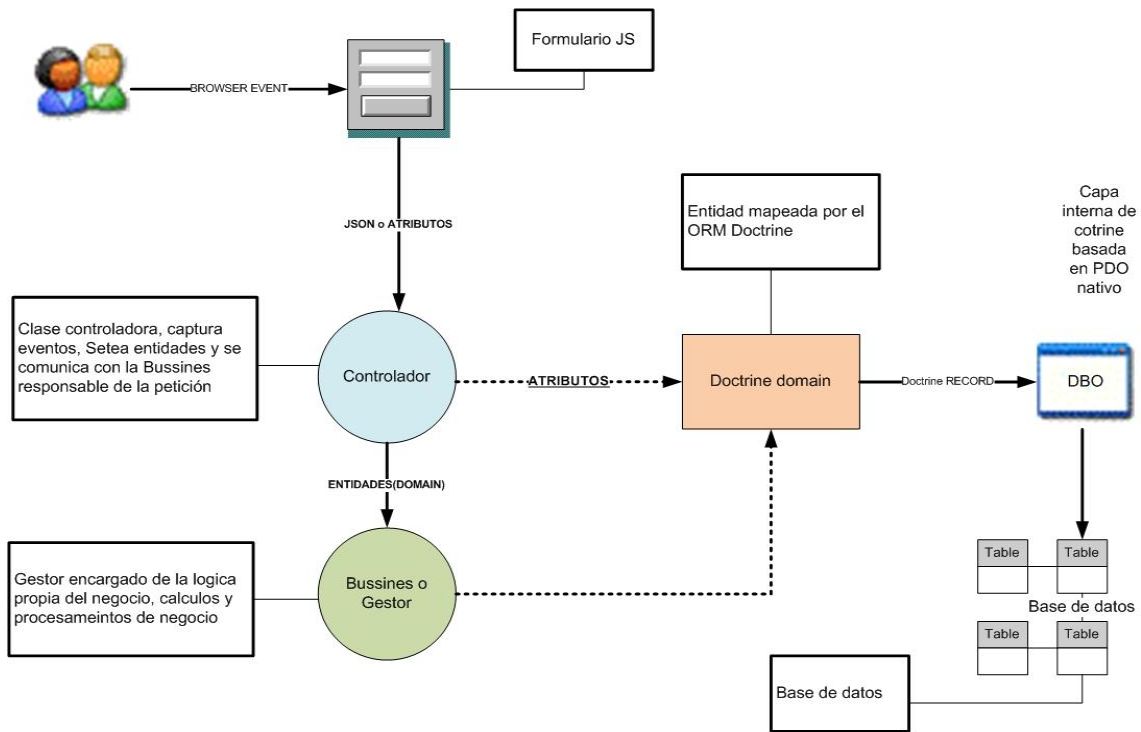 Formulario JS
BROWSER EVENT
JSON o ATRIBUTOS
Entidad mapeada por el
ORM Doctrine
Capa
interna de
cotrine
basada
en PDO
nativo
Clase controladora, captura
eventos, Setea entidades y se
comunica con la Bussines
responsable de la petición
Controlador
ATRIBUTOS
Doctrine domain
Doctrine RECORD
DBO
ENTIDADES(DOMAIN)
Gestor encargado de la logica
propia del negocio, calculos y
procesameintos de negocio
Bussines o
Gestor
Table
Table
Base de datos
Table
Table
Base de datos